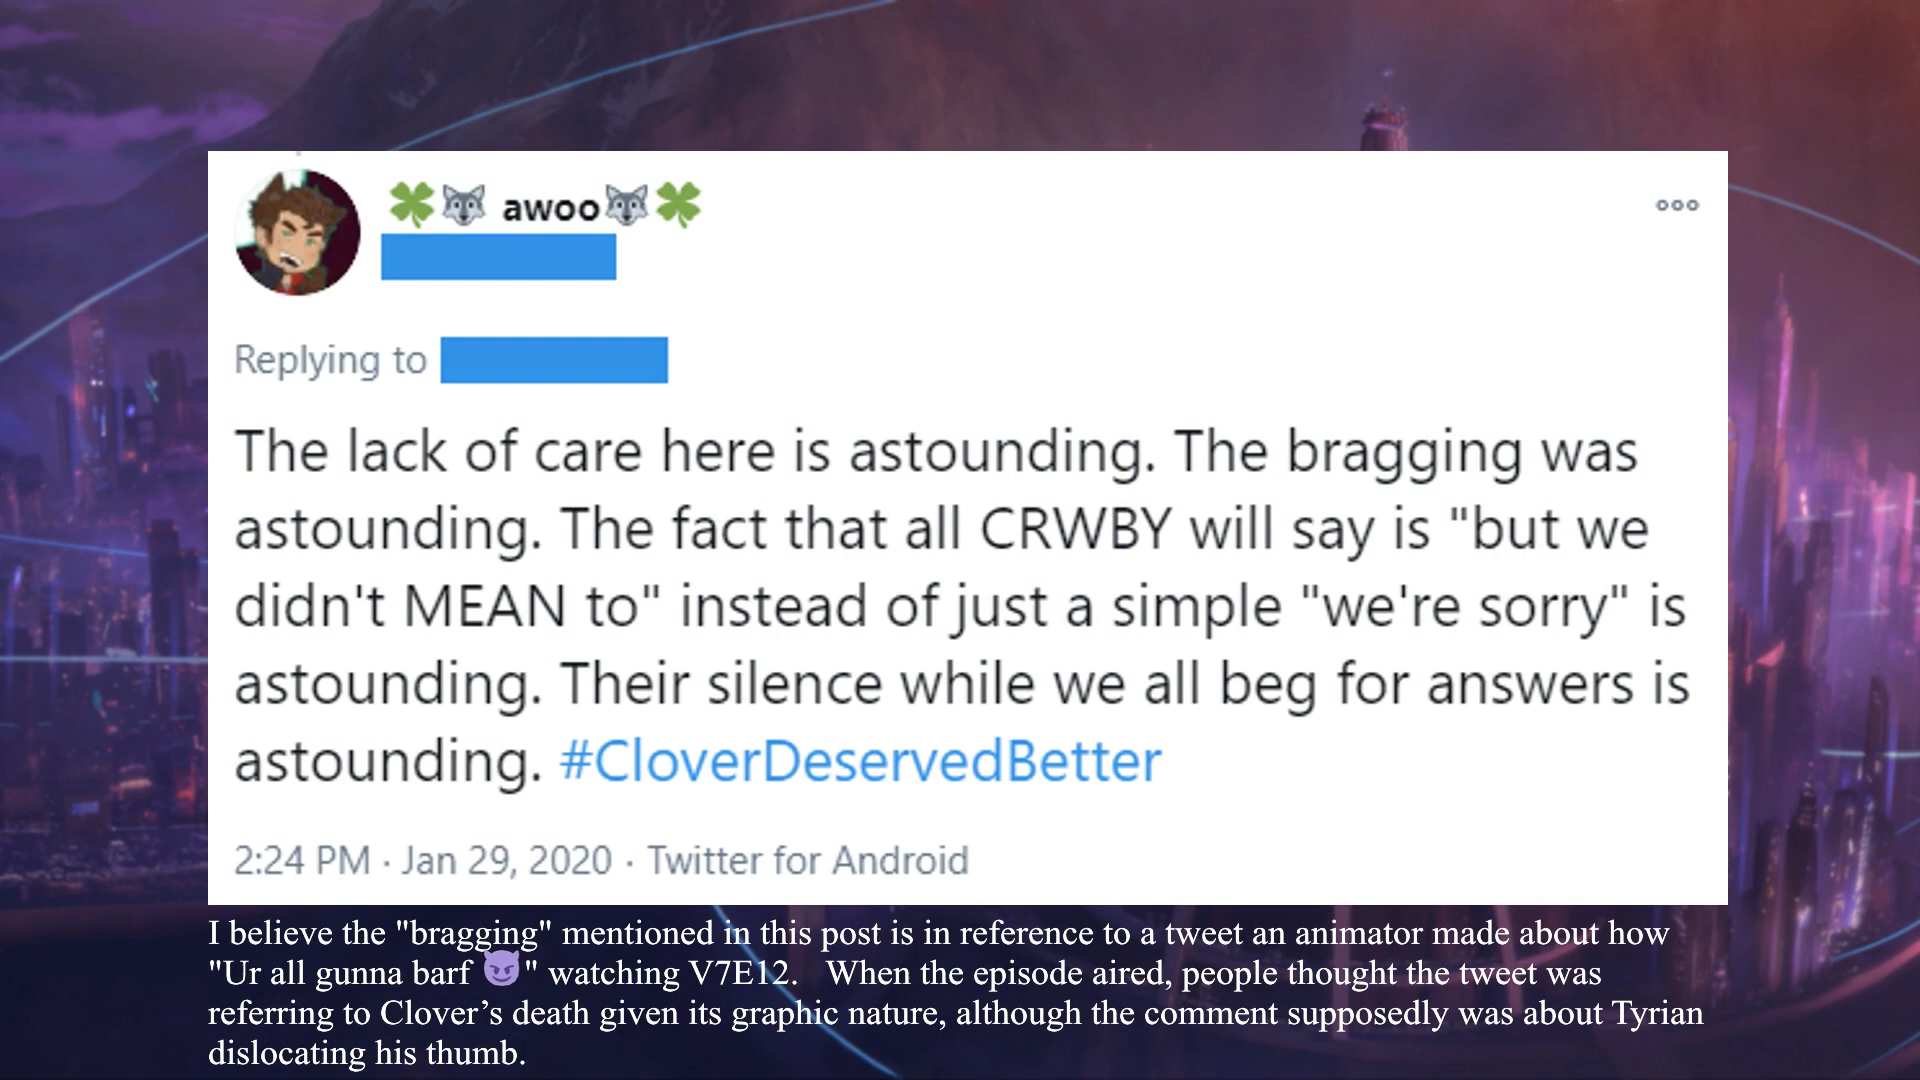 🍀🐺 awoo🐺🍀
Replying to
The lack of care here is astounding. The bragging was
astounding. The fact that all CRWBY will say is "but we
didn't MEAN to" instead of just a simple "we're sorry" is
astounding. Their silence while we all beg for answers is
astounding. #CloverDeservedBetter
2:24 PM · Jan 29, 2020 · Twitter for Android
I believe the "bragging" mentioned in this post is in reference to a tweet an animator made about how
"Ur all gunna barf 😈" watching V7E12.   When the episode aired, people thought the tweet was
referring to Clover’s death given its graphic nature, although the comment supposedly was about Tyrian
dislocating his thumb.